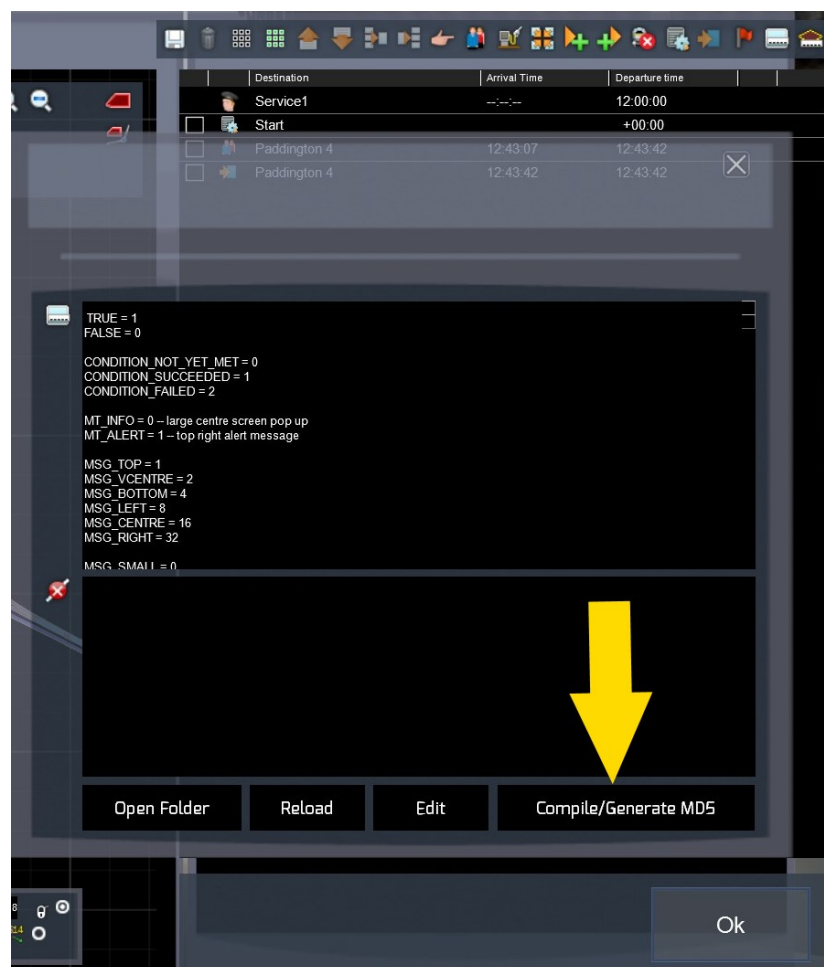 Destination Arrival Time Departure time
Service1 --:--:-- 12:00:00
Start +00:00
Paddington 4 12:43:07 12:43:42
Paddington 4 12:43:42 12:43:42
TRUE = 1
FALSE = 0
CONDITION_NOT_YET_MET = 0
CONDITION_SUCCEEDED = 1
CONDITION_FAILED = 2
MT_INFO = 0 -- large centre screen pop up
MT_ALERT = 1 -- top right alert message
MSG_TOP = 1
MSG_VCENTRE = 2
MSG_BOTTOM = 4
MSG_LEFT = 8
MSG_CENTRE = 16
MSG_RIGHT = 32
MSG_SMALL = 0
Open Folder Reload Edit Compile/Generate MD5
8
Ok